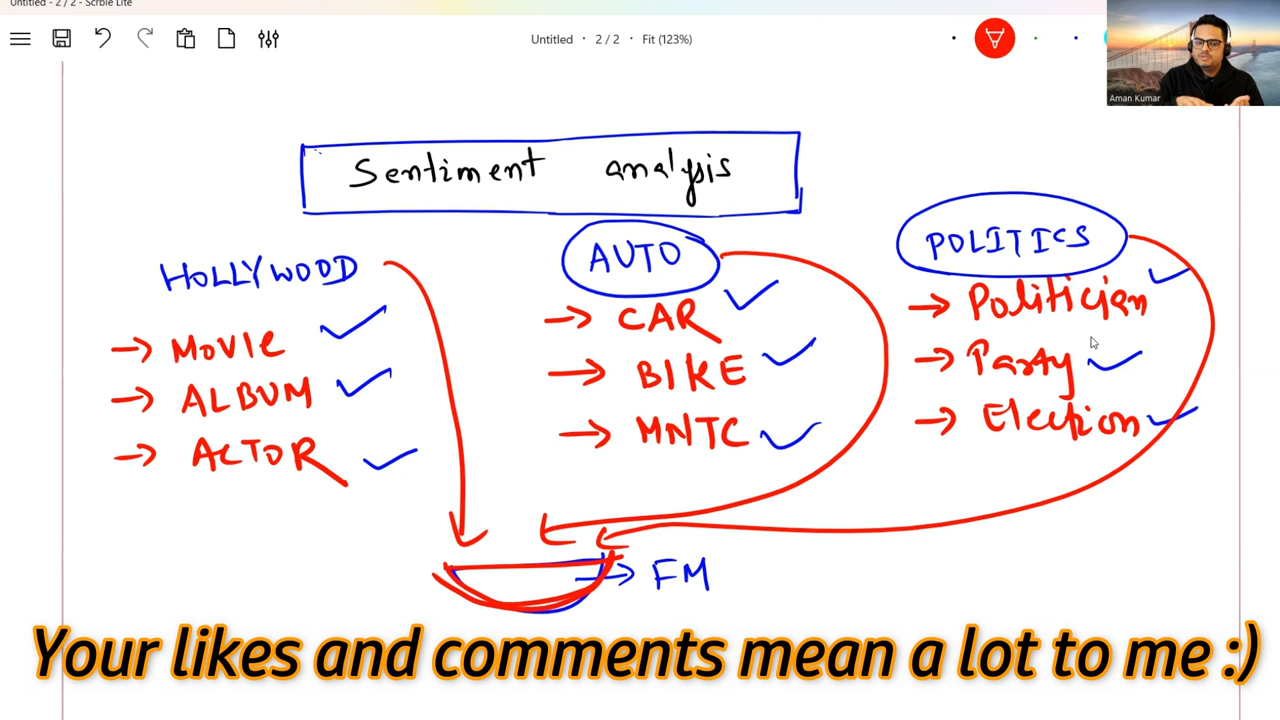 Untitled - 2 / 2 - Scrble Lite
Untitled • 2 / 2 • Fit (123%)
Aman Kumar
Sentiment analysis
HOLLYWOOD
→ MOVIE
→ ALBUM
→ ACTOR
AUTO
→ CAR
→ BIKE
→ MNTC
POLITICS
→ Politician
→ Party
→ Election
→ FM
Your likes and comments mean a lot to me :)